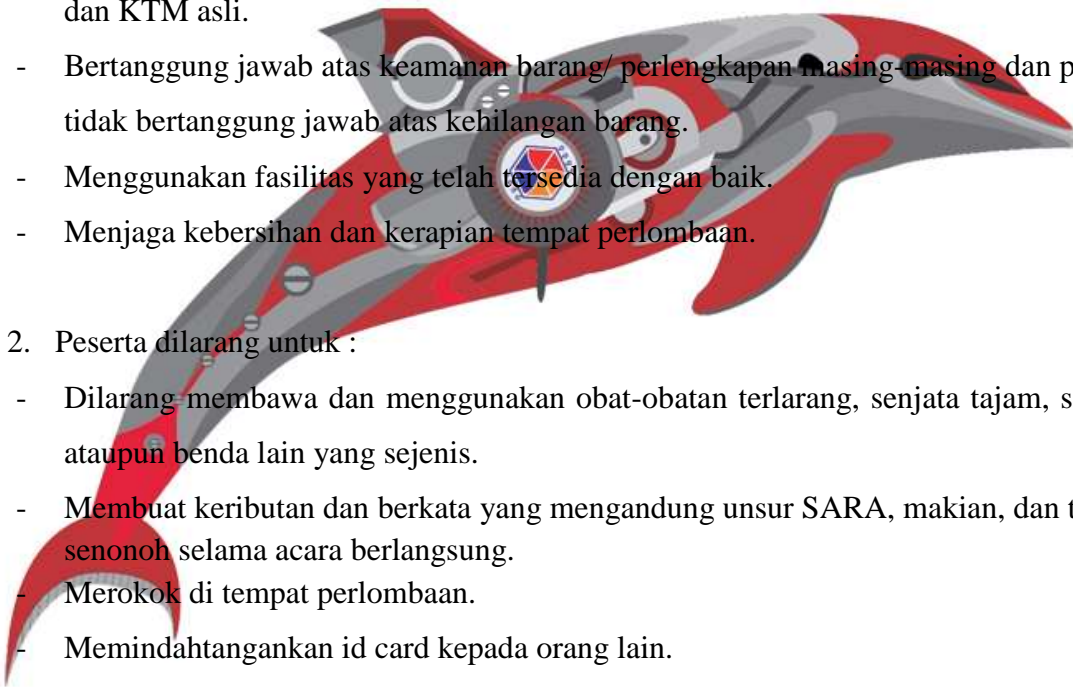 dan KTM asli.
- Bertanggung jawab atas keamanan barang/ perlengkapan masing-masing dan p
tidak bertanggung jawab atas kehilangan barang.
- Menggunakan fasilitas yang telah tersedia dengan baik.
- Menjaga kebersihan dan kerapian tempat perlombaan.
2. Peserta dilarang untuk :
- Dilarang membawa dan menggunakan obat-obatan terlarang, senjata tajam, s
ataupun benda lain yang sejenis.
- Membuat keributan dan berkata yang mengandung unsur SARA, makian, dan t
senonoh selama acara berlangsung.
- Merokok di tempat perlombaan.
- Memindahtangankan id card kepada orang lain.